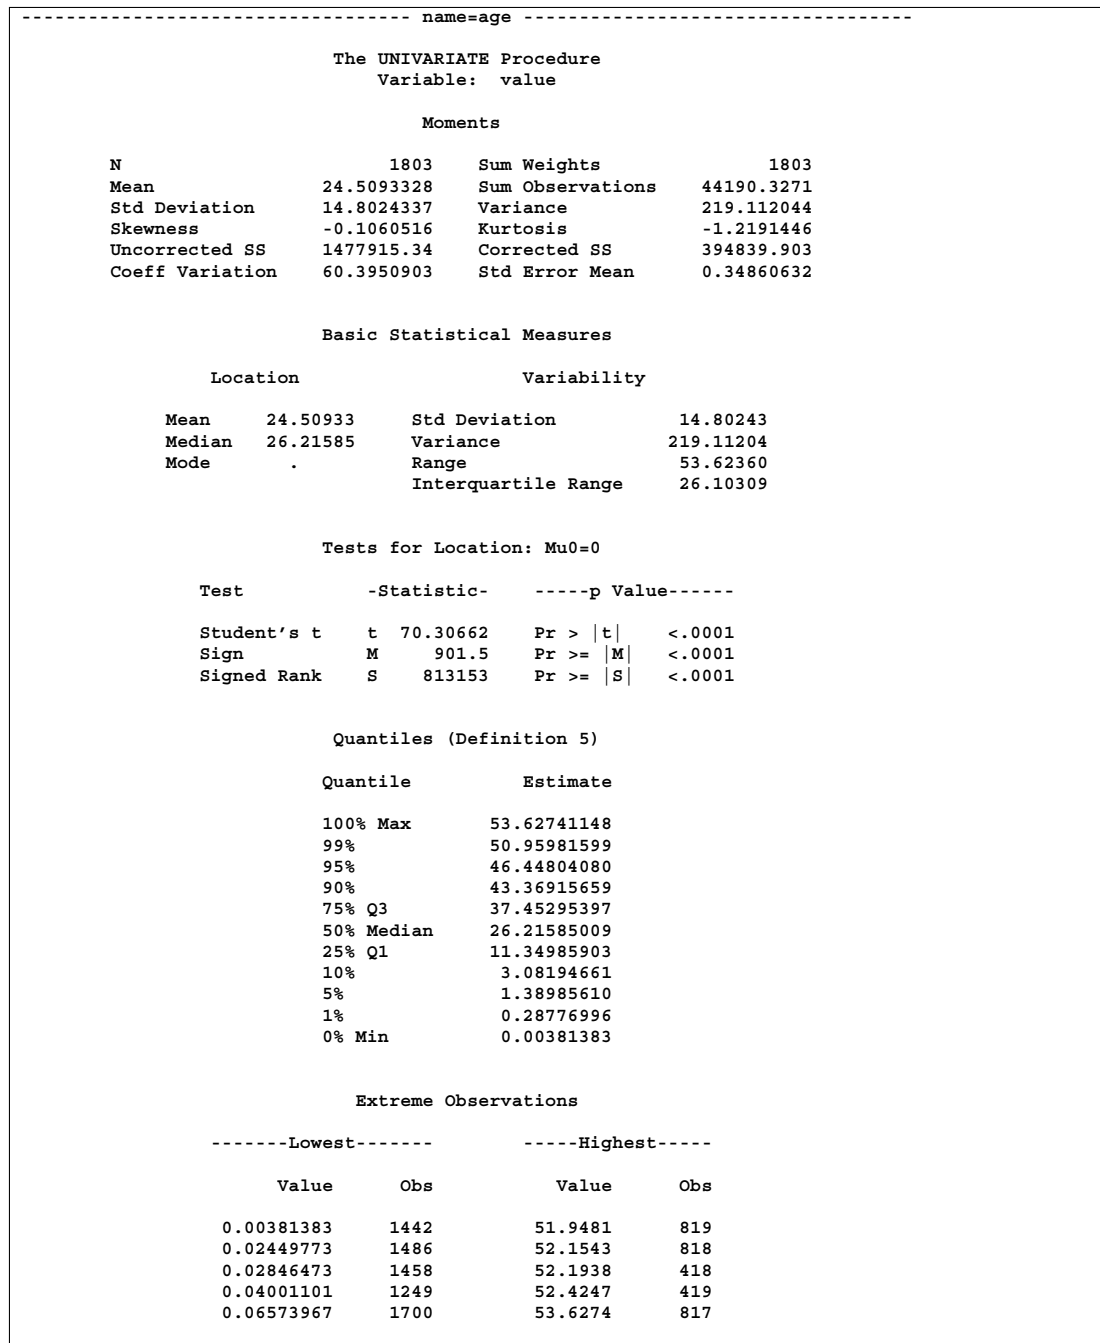 ----------------------------------- name=age -----------------------------------
The UNIVARIATE Procedure
Variable: value
Moments
N 1803 Sum Weights 1803
Mean 24.5093328 Sum Observations 44190.3271
Std Deviation 14.8024337 Variance 219.112044
Skewness -0.1060516 Kurtosis -1.2191446
Uncorrected SS 1477915.34 Corrected SS 394839.903
Coeff Variation 60.3950903 Std Error Mean 0.34860632
Basic Statistical Measures
Location Variability
Mean 24.50933 Std Deviation 14.80243
Median 26.21585 Variance 219.11204
Mode . Range 53.62360
Interquartile Range 26.10309
Tests for Location: Mu0=0
Test -Statistic- -----p Value------
Student’s t t 70.30662 Pr > |t| <.0001
Sign M 901.5 Pr >= |M| <.0001
Signed Rank S 813153 Pr >= |S| <.0001
Quantiles (Definition 5)
Quantile Estimate
100% Max 53.62741148
99% 50.95981599
95% 46.44804080
90% 43.36915659
75% Q3 37.45295397
50% Median 26.21585009
25% Q1 11.34985903
10% 3.08194661
5% 1.38985610
1% 0.28776996
0% Min 0.00381383
Extreme Observations
-------Lowest------- -----Highest-----
Value Obs Value Obs
0.00381383 1442 51.9481 819
0.02449773 1486 52.1543 818
0.02846473 1458 52.1938 418
0.04001101 1249 52.4247 419
0.06573967 1700 53.6274 817